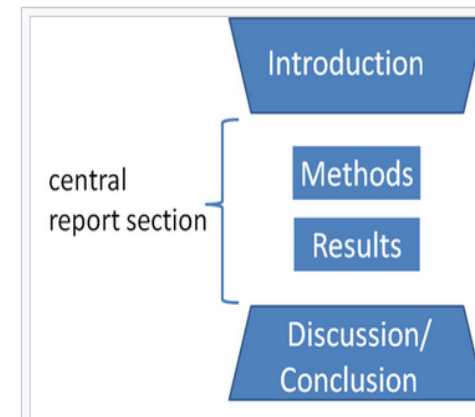 Introduction
central
report section
Methods
Results
Discussion/
Conclusion